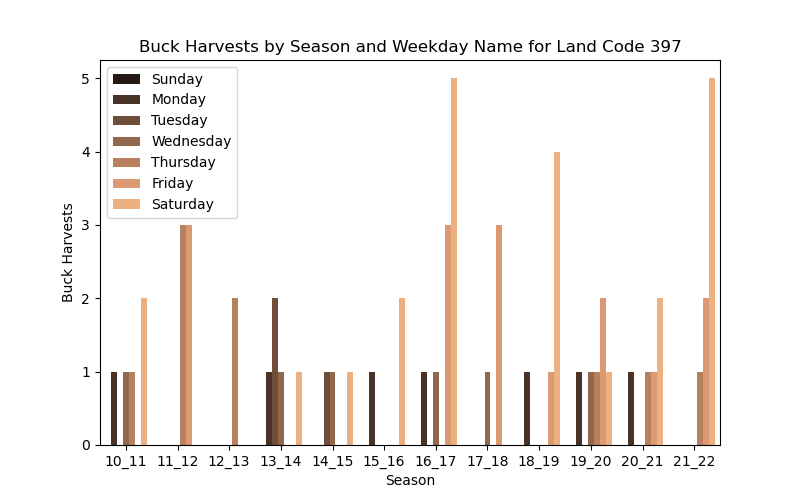 Buck Harvests by Season and Weekday Name for Land Code 397
Sunday
Monday
Tuesday
Wednesday
Thursday
Friday
Saturday
5
4
3
2
1
0
Buck Harvests
10_11 11_12 12_13 13_14 14_15 15_16 16_17 17_18 18_19 19_20 20_21 21_22
Season